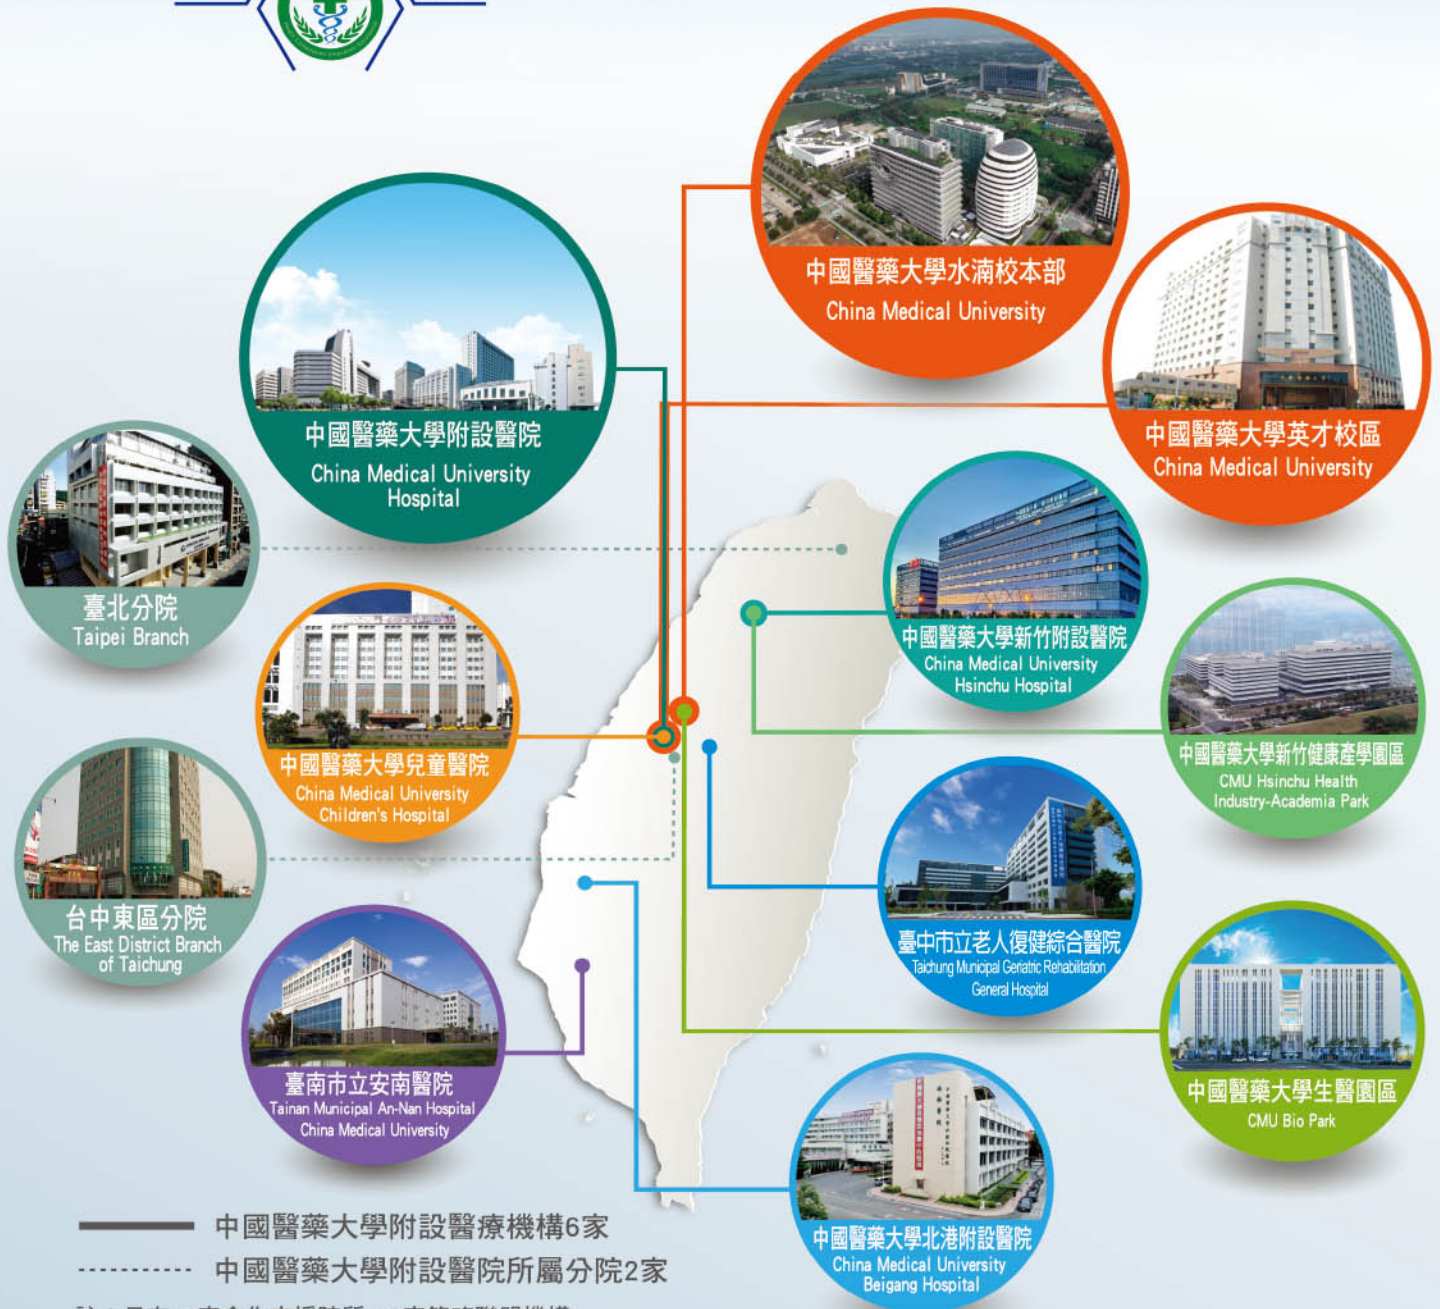 中國醫藥大學水湳校本部
China Medical University
中國醫藥大學英才校區
China Medical University
中國醫藥大學附設醫院
China Medical University
Hospital
臺北分院
Taipei Branch
中國醫藥大學新竹附設醫院
China Medical University
Hsinchu Hospital
中國醫藥大學兒童醫院
China Medical University
Children's Hospital
中國醫藥大學新竹健康產學園區
CMU Hsinchu Health
Industry-Academia Park
台中東區分院
The East District Branch
of Taichung
臺中市立老人復健綜合醫院
Taichung Municipal Geriatric Rehabilitation
General Hospital
臺南市立安南醫院
Tainan Municipal An-Nan Hospital
China Medical University
中國醫藥大學生醫園區
CMU Bio Park
中國醫藥大學北港附設醫院
China Medical University
Beigang Hospital
中國醫藥大學附設醫療機構6家
中國醫藥大學附設醫院所屬分院2家